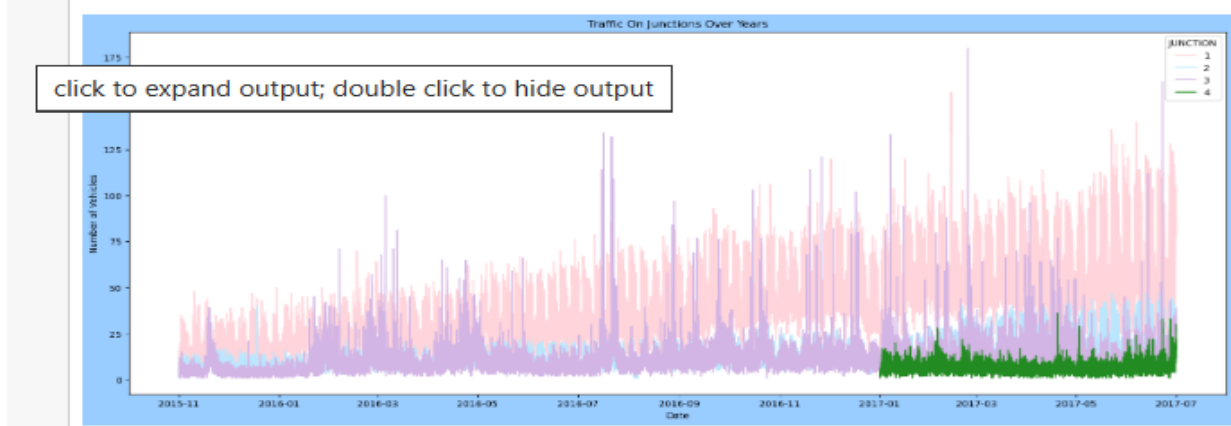 Traffic On Junctions Over Years
JUNCTION
1
2
3
4
175
click to expand output; double click to hide output
125
100
75
50
25
0
Number of Vehicles
2015-11 2016-01 2016-03 2016-05 2016-07 2016-09 2016-11 2017-01 2017-03 2017-05 2017-07
Date